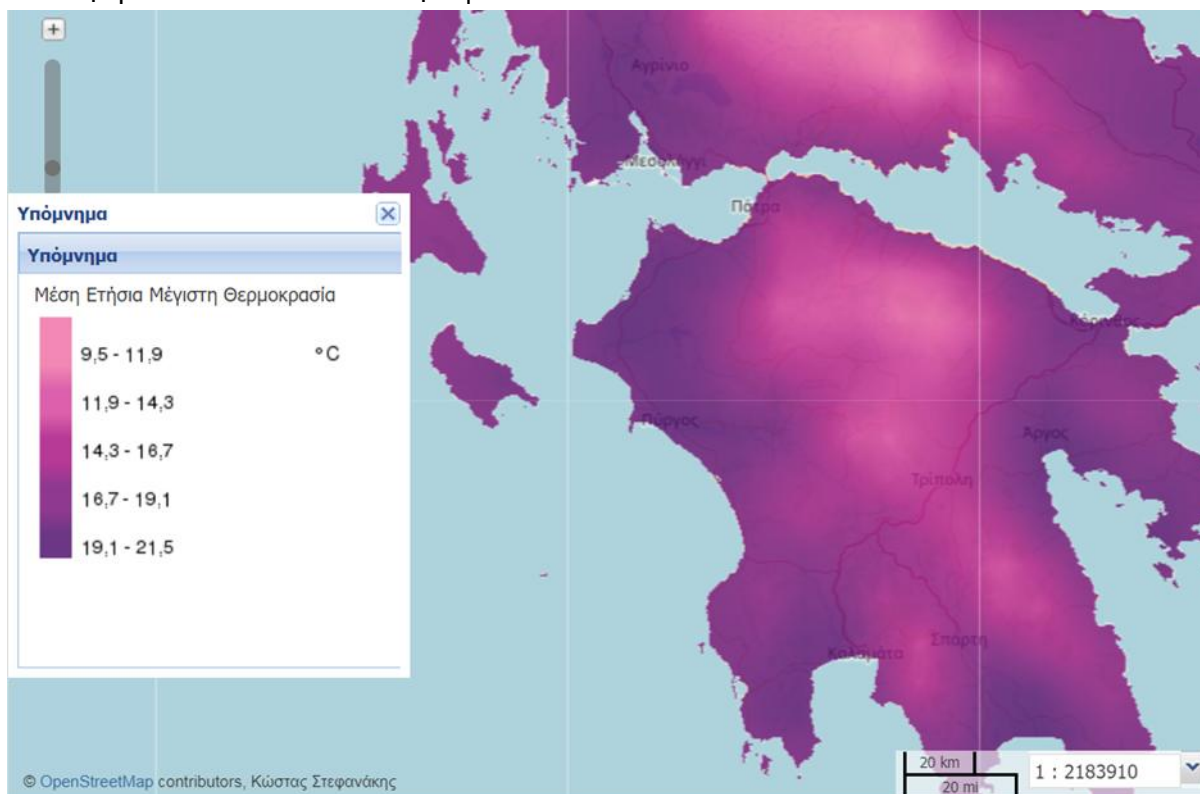 +
Αγρίνιο
Μεσολόγγι
Πάτρα
Υπόμνημα
Υπόμνημα
Μέση Ετήσια Μέγιστη Θερμοκρασία
9,5 - 11,9 °C
11,9 - 14,3
14,3 - 16,7
16,7 - 19,1
19,1 - 21,5
Κόρινθος
Πύργος
Άργος
Τρίπολη
Σπάρτη
Καλαμάτα
© OpenStreetMap contributors, Κώστας Στεφανάκης
20 km
20 mi
1 : 2183910